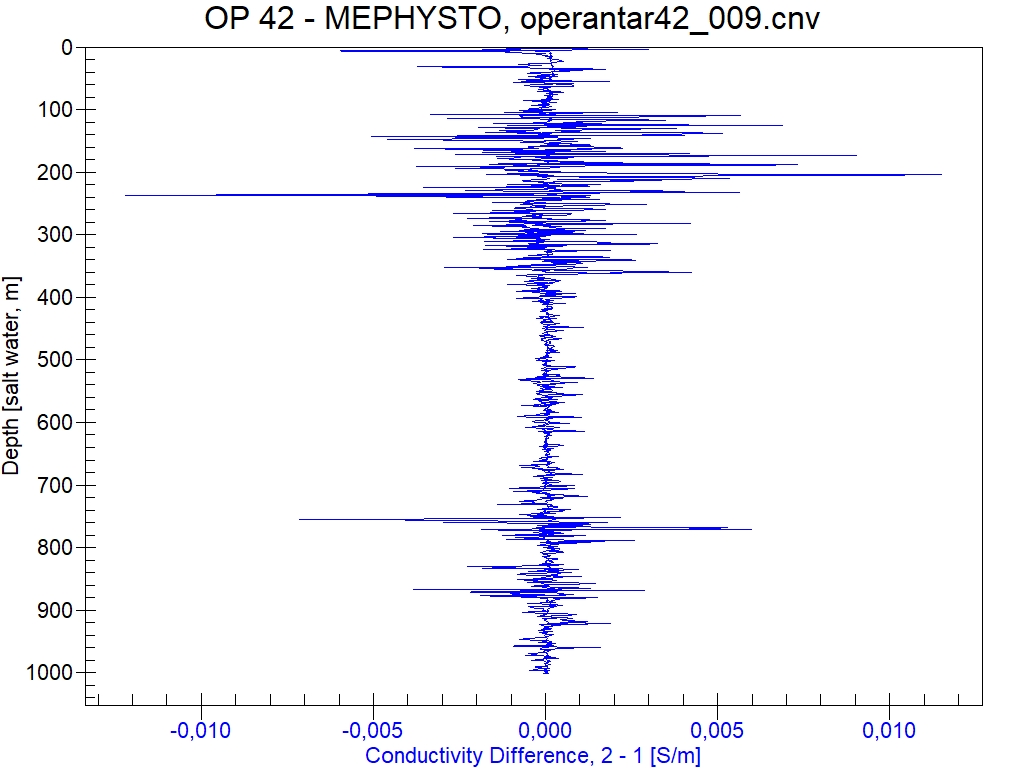 OP 42 - MEPHYSTO, operantar42_009.cnv
0
100
200
300
400
500
600
700
800
900
1000
Depth [salt water, m]
-0,010 -0,005 0,000 0,005 0,010
Conductivity Difference, 2 - 1 [S/m]